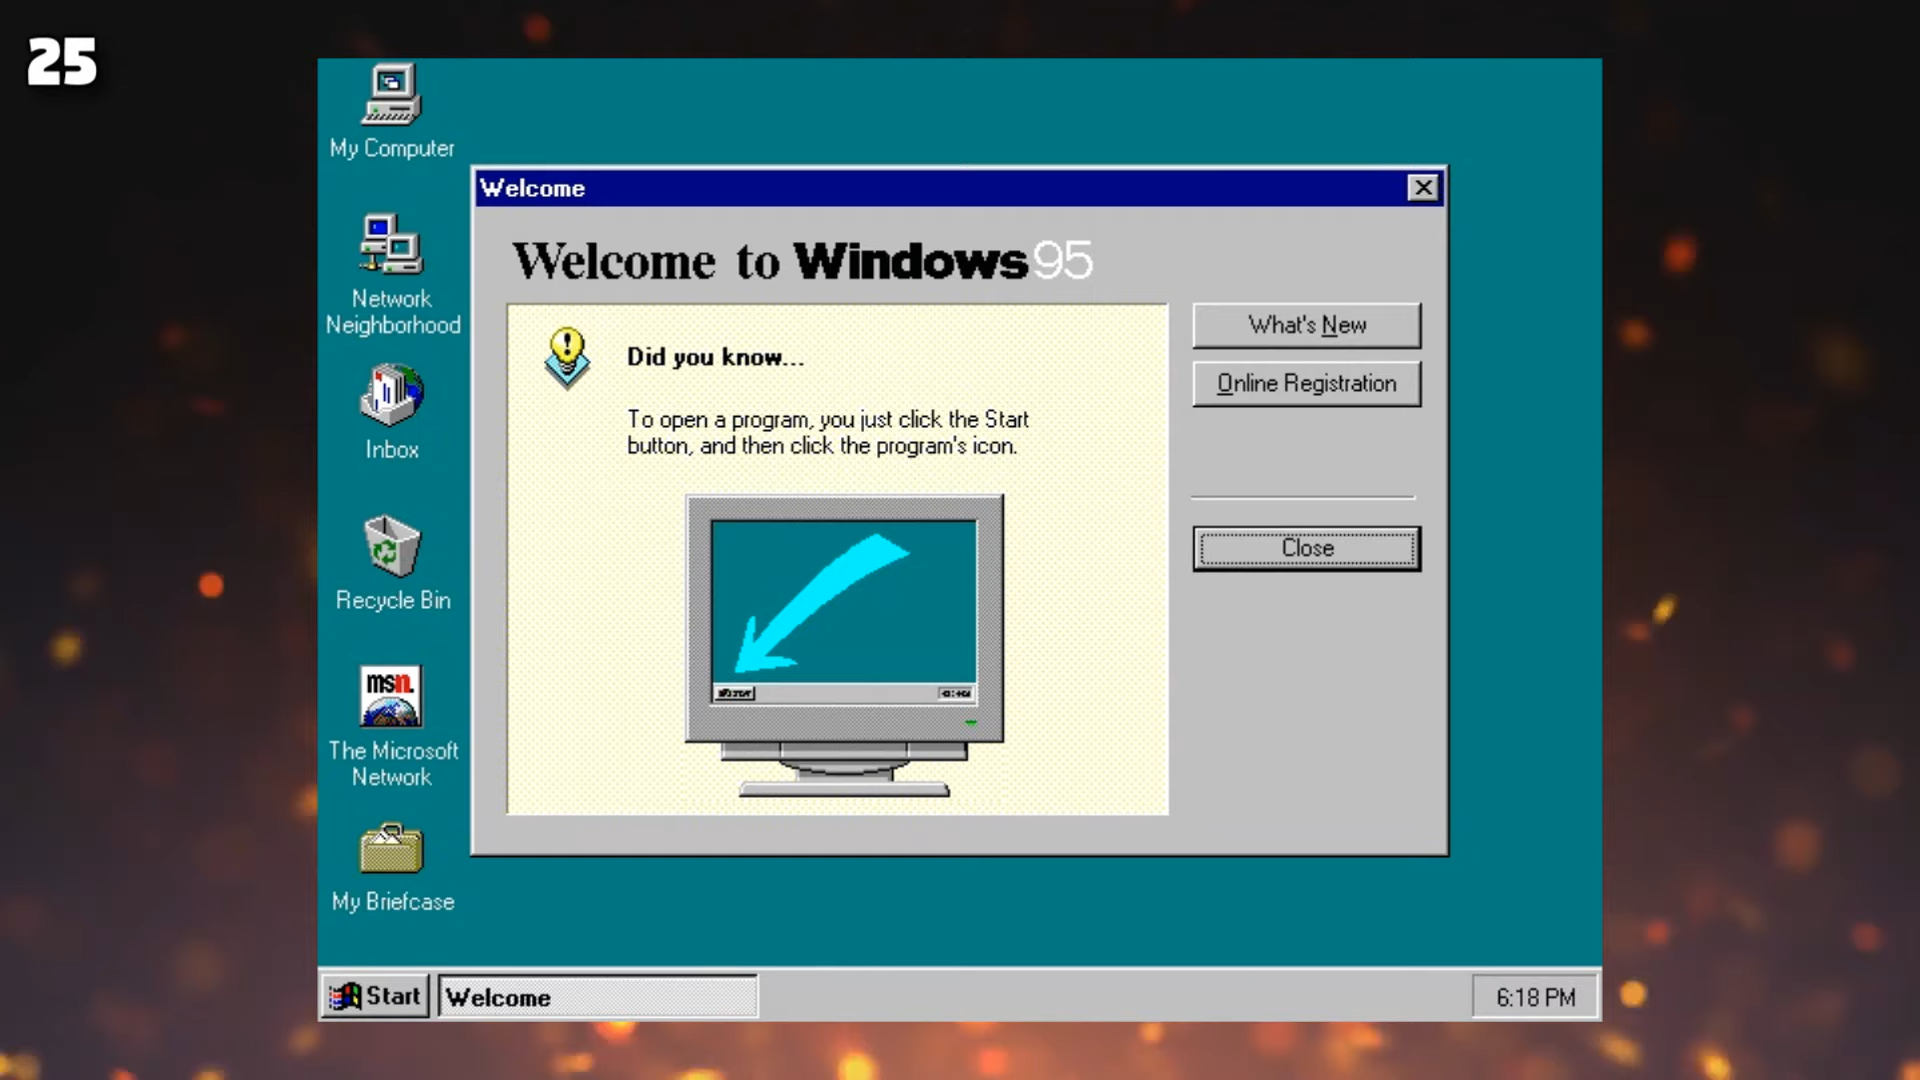 25
My Computer
Network
Neighborhood
Inbox
Recycle Bin
msn.
The Microsoft
Network
My Briefcase
Welcome
Welcome to Windows 95
Did you know...
To open a program, you just click the Start
button, and then click the program's icon.
What's New
Online Registration
Close
Start
Welcome
6:18 PM